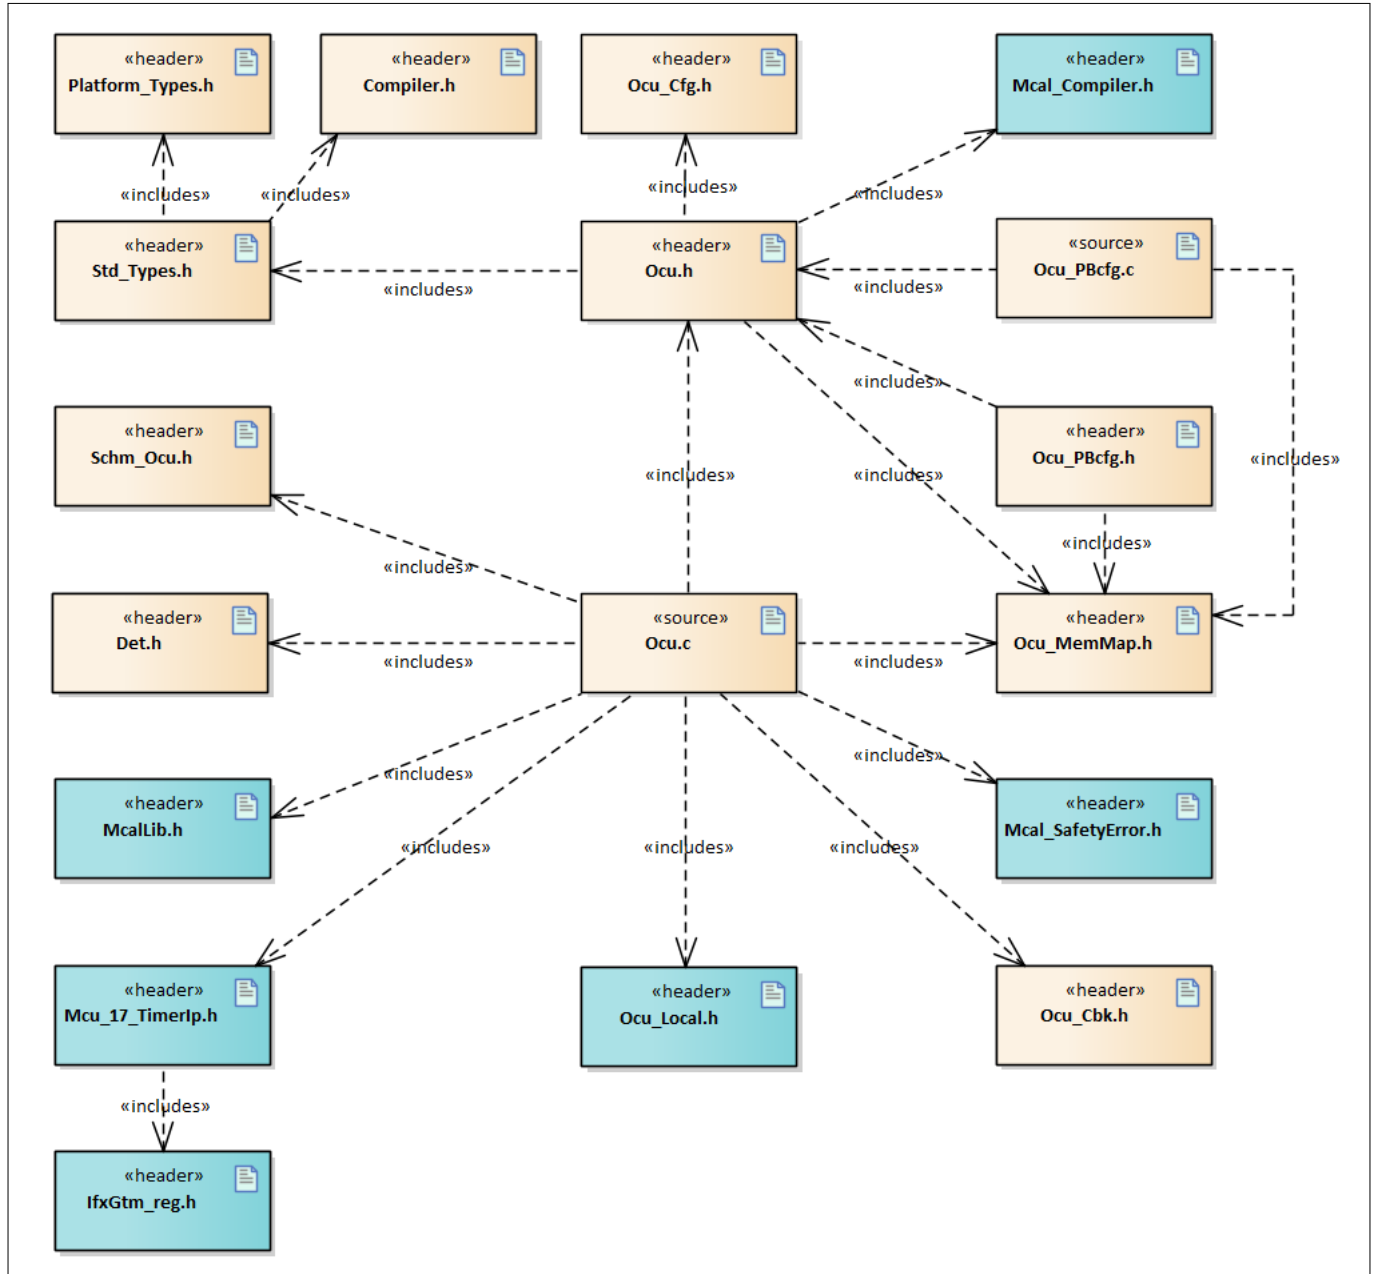 «header»
Platform_Types.h
«header»
Compiler.h
«header»
Ocu_Cfg.h
«header»
Mcal_Compiler.h
«includes»
«includes»
«includes»
«includes»
«header»
Std_Types.h
«header»
Ocu.h
«source»
Ocu_PBcfg.c
«includes»
«includes»
«includes»
«header»
Schm_Ocu.h
«header»
Ocu_PBcfg.h
«includes»
«includes»
«includes»
«includes»
«includes»
«header»
Det.h
«source»
Ocu.c
«header»
Ocu_MemMap.h
«includes»
«includes»
«includes»
«includes»
«header»
McalLib.h
«header»
Mcal_SafetyError.h
«includes»
«includes»
«includes»
«header»
Mcu_17_TimerIp.h
«header»
Ocu_Local.h
«header»
Ocu_Cbk.h
«includes»
«header»
IfxGtm_reg.h